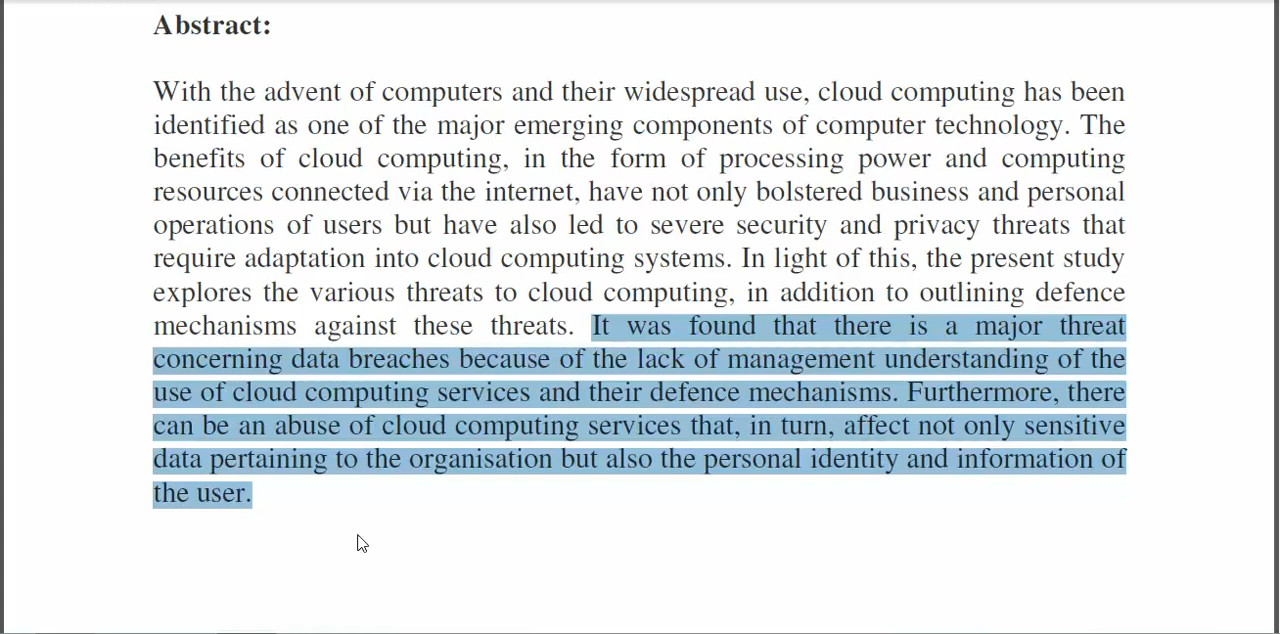 Abstract:
With the advent of computers and their widespread use, cloud computing has been
identified as one of the major emerging components of computer technology. The
benefits of cloud computing, in the form of processing power and computing
resources connected via the internet, have not only bolstered business and personal
operations of users but have also led to severe security and privacy threats that
require adaptation into cloud computing systems. In light of this, the present study
explores the various threats to cloud computing, in addition to outlining defence
mechanisms against these threats. It was found that there is a major threat
concerning data breaches because of the lack of management understanding of the
use of cloud computing services and their defence mechanisms. Furthermore, there
can be an abuse of cloud computing services that, in turn, affect not only sensitive
data pertaining to the organisation but also the personal identity and information of
the user.